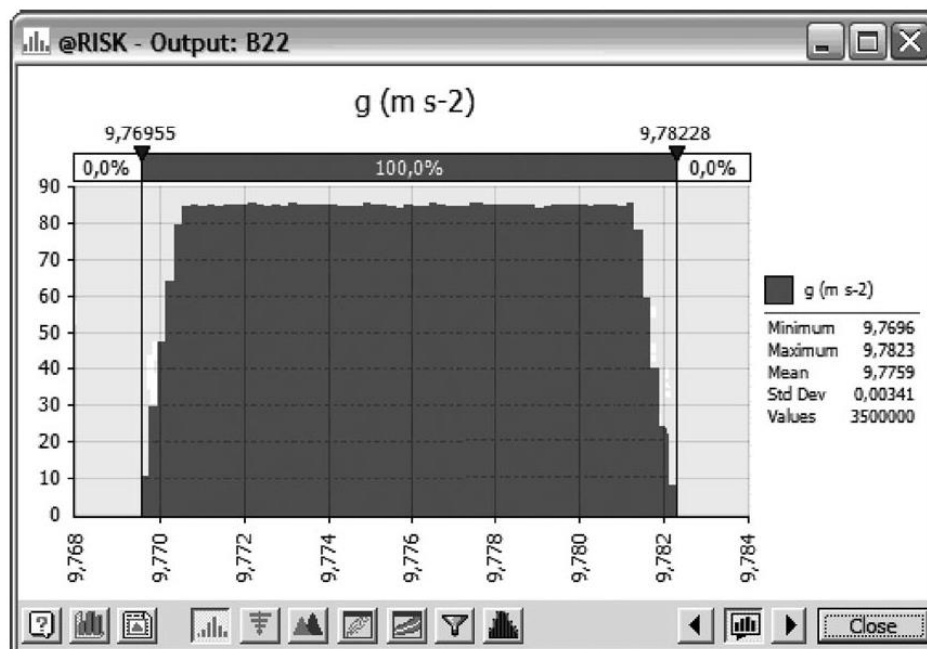 @RISK - Output: B22
g (m s-2)
9,76955 9,78228
0,0% 100,0% 0,0%
90
80
70
60
50
40
30
20
10
0
9,768 9,770 9,772 9,774 9,776 9,778 9,780 9,782 9,784
g (m s-2)
Minimum 9,7696
Maximum 9,7823
Mean 9,7759
Std Dev 0,00341
Values 3500000
Close